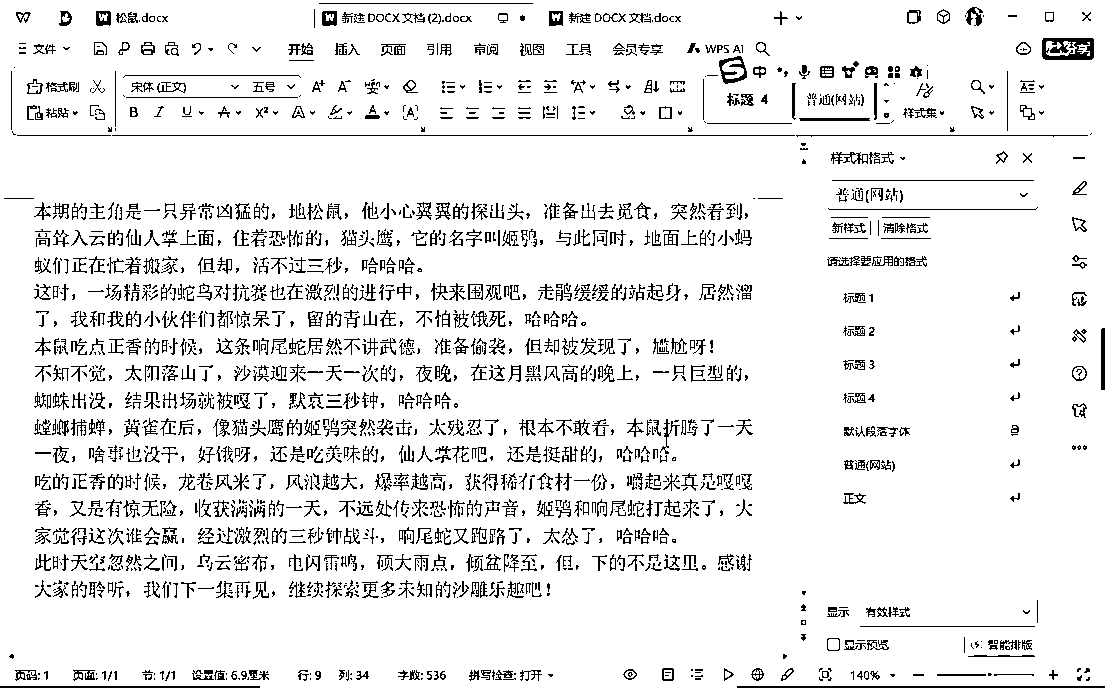 松鼠.docx
新建 DOCX 文档 (2).docx
新建 DOCX 文档.docx
文件 开始 插入 页面 引用 审阅 视图 工具 会员专享 WPS AI
格式刷 宋体 (正文) 五号
粘贴 B I U A X² A A A 标题 4 普通(网站) 样式集
中
样式和格式
普通(网站)
新样式 清除格式
请选择要应用的格式
标题 1
标题 2
标题 3
标题 4
默认段落字体 a
普通(网站)
正文
显示 有效样式
显示预览 智能排版
本期的主角是一只异常凶猛的，地松鼠，他小心翼翼的探出头，准备出去觅食，突然看到，
高耸入云的仙人掌上面，住着恐怖的，猫头鹰，它的名字叫姬鸮，与此同时，地面上的小蚂
蚁们正在忙着搬家，但却，活不过三秒，哈哈哈。
这时，一场精彩的蛇鸟对抗赛也在激烈的进行中，快来围观吧，走鹃缓缓的站起身，居然溜
了，我和我的小伙伴们都惊呆了，留的青山在，不怕被饿死，哈哈哈。
本鼠吃点正香的时候，这条响尾蛇居然不讲武德，准备偷袭，但却被发现了，尴尬呀！
不知不觉，太阳落山了，沙漠迎来一天一次的，夜晚，在这月黑风高的晚上，一只巨型的，
蜘蛛出没，结果出场就被嘎了，默哀三秒钟，哈哈哈。
螳螂捕蝉，黄雀在后，像猫头鹰的姬鸮突然袭击，太残忍了，根本不敢看，本鼠折腾了一天
一夜，啥事也没干，好饿呀，还是吃美味的，仙人掌花吧，还是挺甜的，哈哈哈。
吃的正香的时候，龙卷风来了，风浪越大，爆率越高，获得稀有食材一份，嚼起来真是嘎嘎
香，又是有惊无险，收获满满的一天，不远处传来恐怖的声音，姬鸮和响尾蛇打起来了，大
家觉得这次谁会赢，经过激烈的三秒钟战斗，响尾蛇又跑路了，太怂了，哈哈哈。
此时天空忽然之间，乌云密布，电闪雷鸣，硕大雨点，倾盆降至，但，下的不是这里。感谢
大家的聆听，我们下一集再见，继续探索更多未知的沙雕乐趣吧！
页码: 1 页面: 1/1 节: 1/1 设置值: 6.9厘米 行: 9 列: 34 字数: 536 拼写检查: 打开 140%